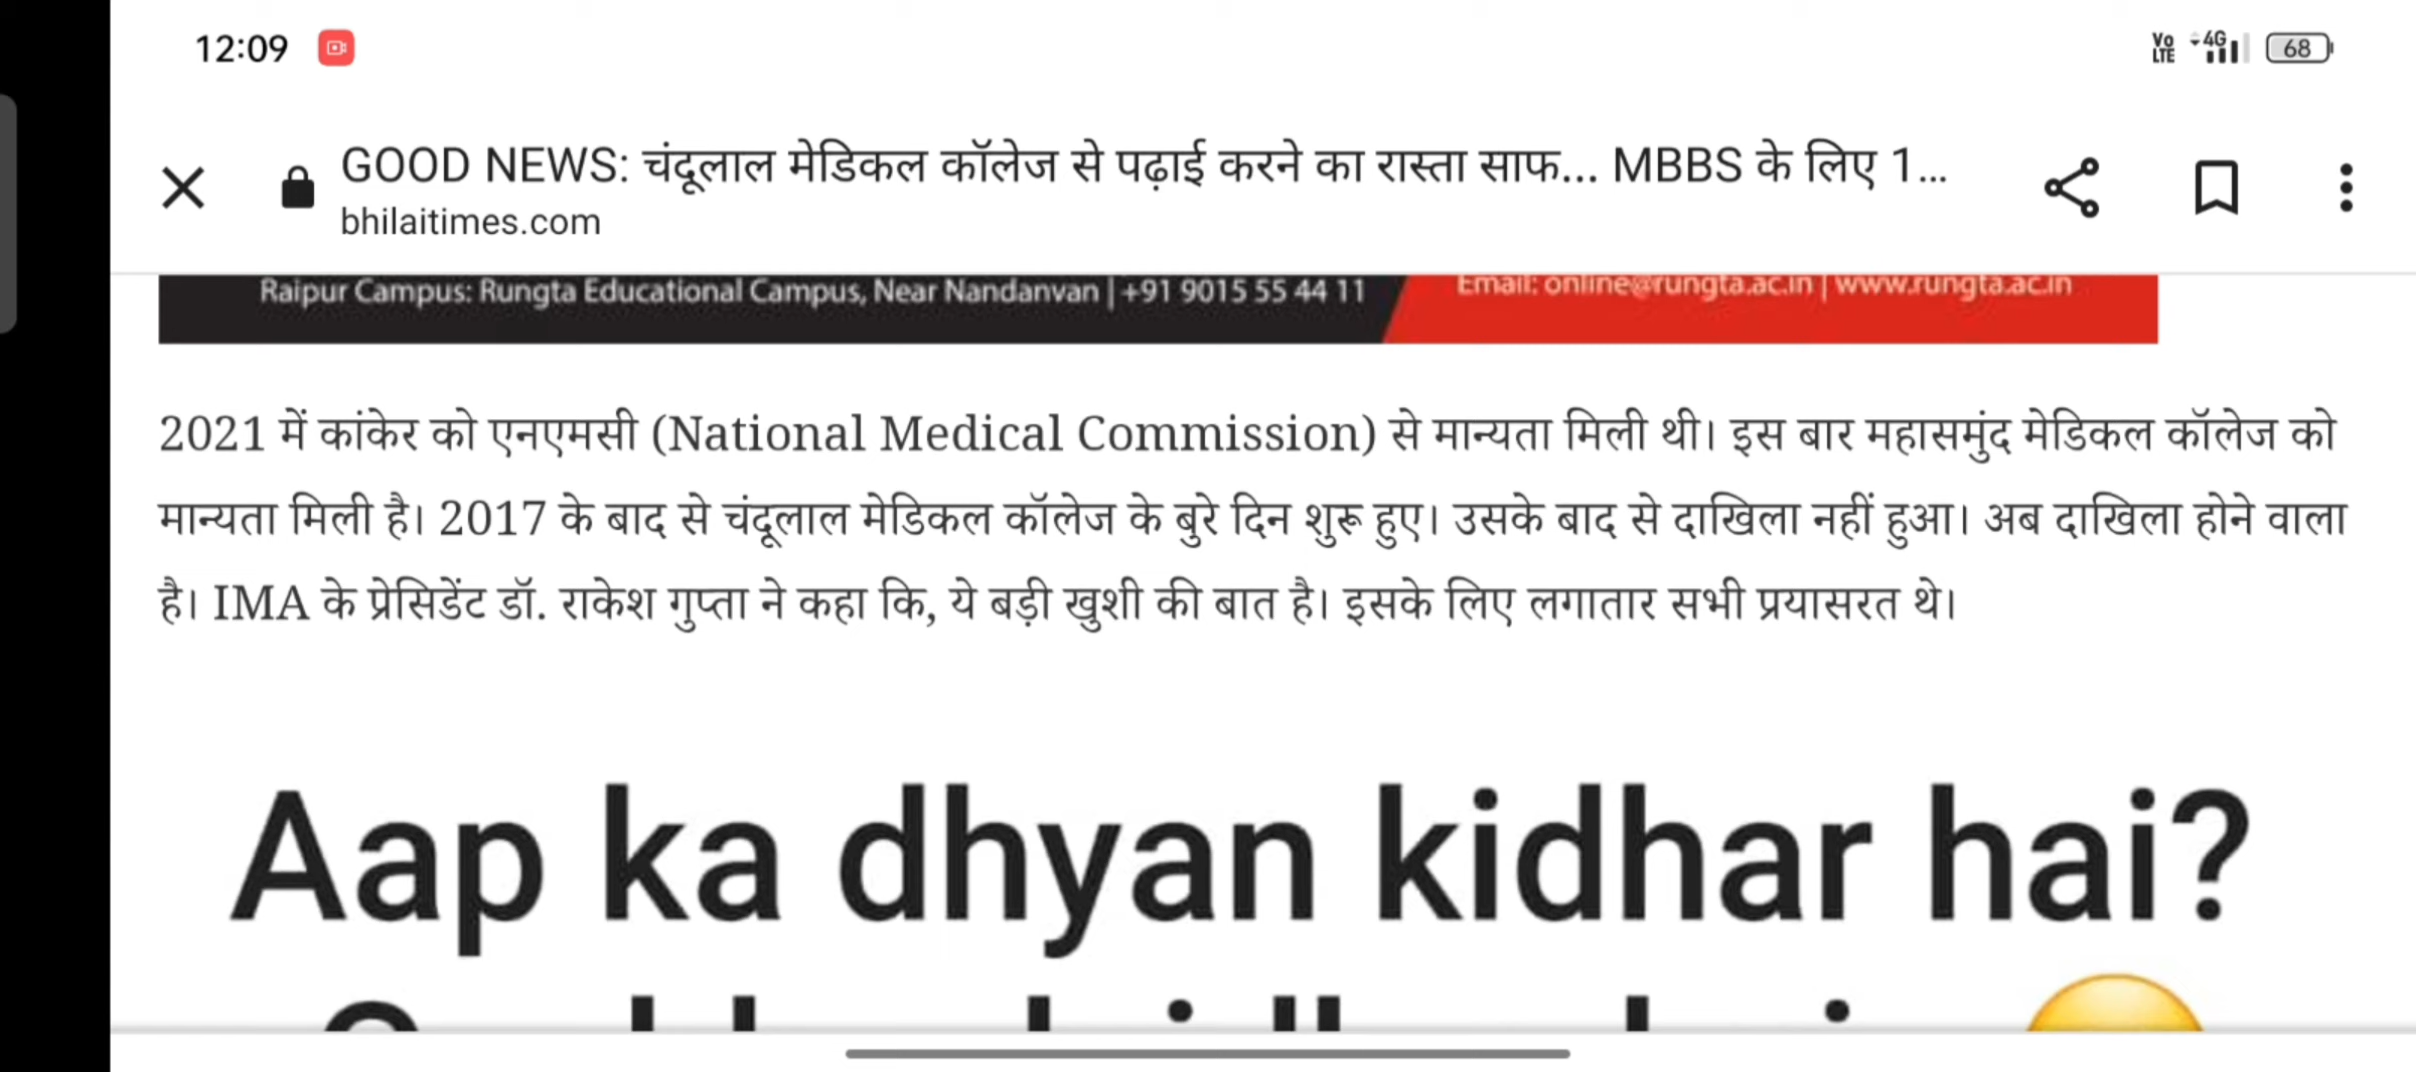 12:09
Vo LTE 4G 68
GOOD NEWS: चंदूलाल मेडिकल कॉलेज से पढ़ाई करने का रास्ता साफ... MBBS के लिए 1...
bhilaitimes.com
Raipur Campus: Rungta Educational Campus, Near Nandanvan | +91 9015 55 44 11
Email: online@rungta.ac.in | www.rungta.ac.in
2021 में कांकेर को एनएमसी (National Medical Commission) से मान्यता मिली थी। इस बार महासमुंद मेडिकल कॉलेज को
मान्यता मिली है। 2017 के बाद से चंदूलाल मेडिकल कॉलेज के बुरे दिन शुरू हुए। उसके बाद से दाखिला नहीं हुआ। अब दाखिला होने वाला
है। IMA के प्रेसिडेंट डॉ. राकेश गुप्ता ने कहा कि, ये बड़ी खुशी की बात है। इसके लिए लगातार सभी प्रयासरत थे।
Aap ka dhyan kidhar hai?